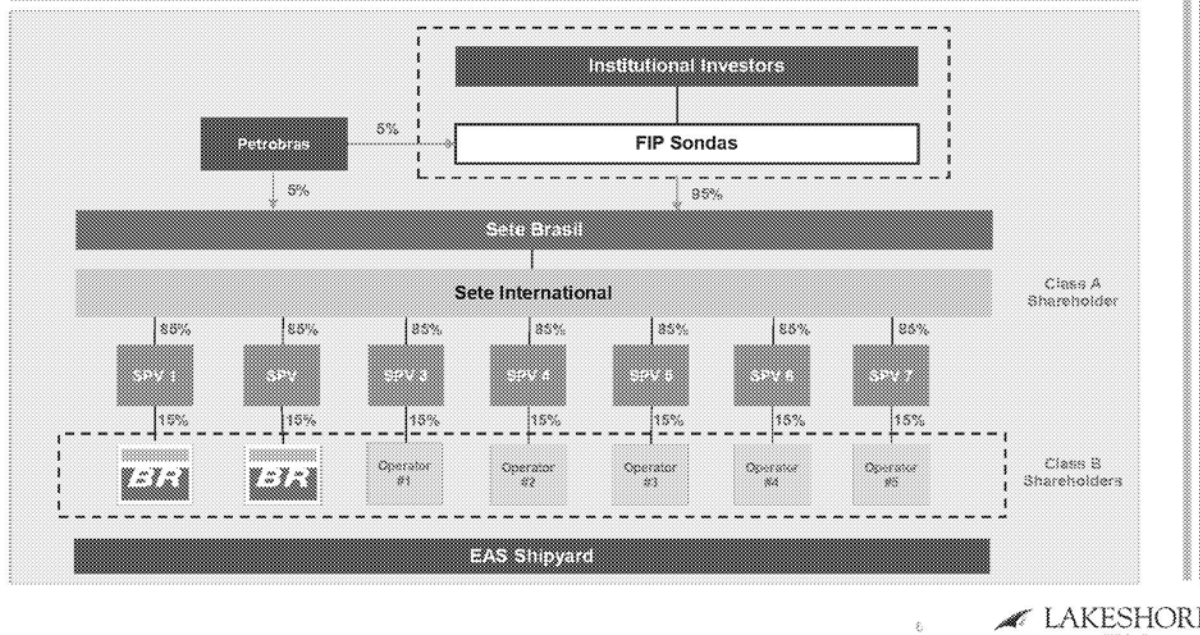 Institutional Investors
Petrobras
5%
FIP Sondas
5%
95%
Sete Brasil
Sete International
Class A
Shareholder
85% 85% 85% 85% 85% 85% 85%
SPV 1 SPV SPV 3 SPV 4 SPV 5 SPV 6 SPV 7
15% 15% 15% 15% 15% 15% 15%
BR BR Operator Operator Operator Operator Operator
#1 #2 #3 #4 #5
Class B
Shareholders
EAS Shipyard
6
LAKESHORE